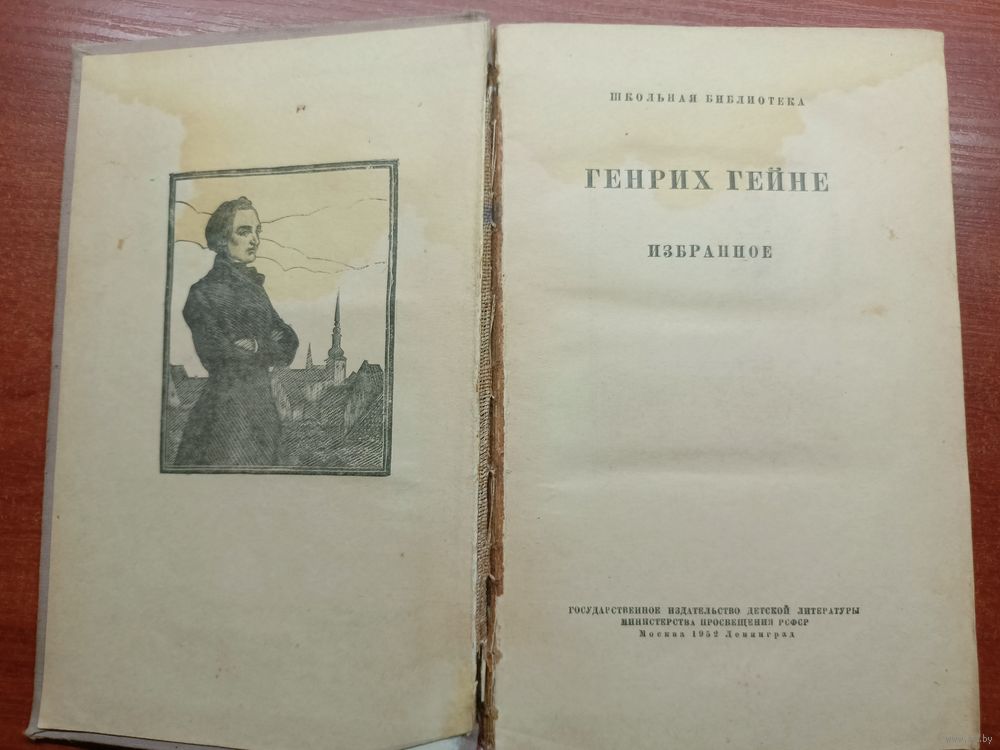 ШКОЛЬНАЯ БИБЛИОТЕКА
ГЕНРИХ ГЕЙНЕ
ИЗБРАННОЕ
ГОСУДАРСТВЕННОЕ ИЗДАТЕЛЬСТВО ДЕТСКОЙ ЛИТЕРАТУРЫ
МИНИСТЕРСТВА ПРОСВЕЩЕНИЯ РСФСР
Москва 1952 Ленинград